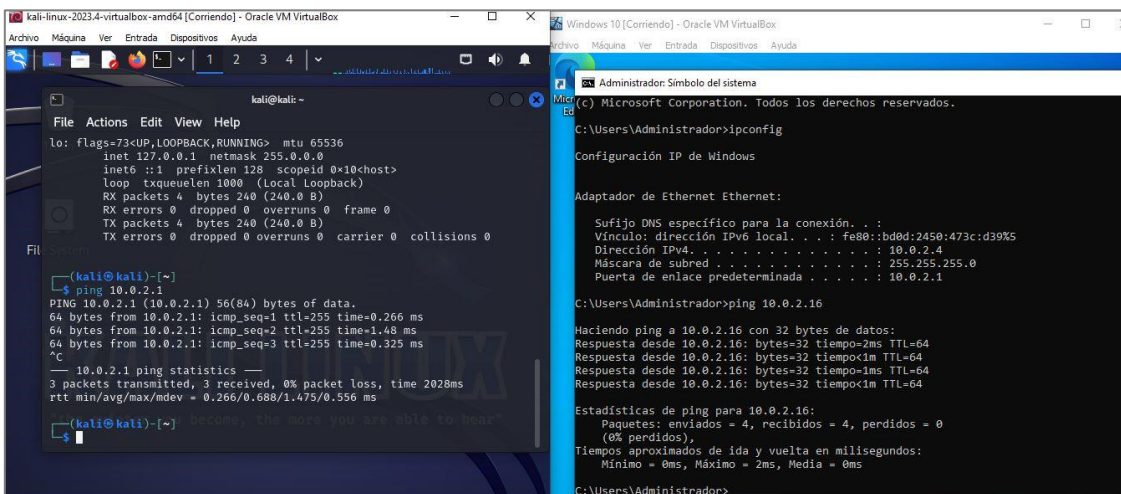 kali-linux-2023.4-virtualbox-amd64 [Corriendo] - Oracle VM VirtualBox
Archivo Máquina Ver Entrada Dispositivos Ayuda
1 2 3 4
kali@kali: ~
File Actions Edit View Help
lo: flags=73<UP,LOOPBACK,RUNNING> mtu 65536
inet 127.0.0.1 netmask 255.0.0.0
inet6 ::1 prefixlen 128 scopeid 0×10<host>
loop txqueuelen 1000 (Local Loopback)
RX packets 4 bytes 240 (240.0 B)
RX errors 0 dropped 0 overruns 0 frame 0
TX packets 4 bytes 240 (240.0 B)
TX errors 0 dropped 0 overruns 0 carrier 0 collisions 0
File System
(kali㉿kali)-[~]
$ ping 10.0.2.1
PING 10.0.2.1 (10.0.2.1) 56(84) bytes of data.
64 bytes from 10.0.2.1: icmp_seq=1 ttl=255 time=0.266 ms
64 bytes from 10.0.2.1: icmp_seq=2 ttl=255 time=1.48 ms
64 bytes from 10.0.2.1: icmp_seq=3 ttl=255 time=0.325 ms
^C
— 10.0.2.1 ping statistics —
3 packets transmitted, 3 received, 0% packet loss, time 2028ms
rtt min/avg/max/mdev = 0.266/0.688/1.475/0.556 ms
KALI LINUX
become, the more you are able to hear"
(kali㉿kali)-[~]
$
Windows 10 [Corriendo] - Oracle VM VirtualBox
Archivo Máquina Ver Entrada Dispositivos Ayuda
Micr
Ed
Administrador: Símbolo del sistema
(c) Microsoft Corporation. Todos los derechos reservados.
C:\Users\Administrador>ipconfig
Configuración IP de Windows
Adaptador de Ethernet Ethernet:
Sufijo DNS específico para la conexión. . :
Vínculo: dirección IPv6 local. . . : fe80::bd0d:2450:473c:d39%5
Dirección IPv4. . . . . . . . . . . . . . : 10.0.2.4
Máscara de subred . . . . . . . . . . . . : 255.255.255.0
Puerta de enlace predeterminada . . . . . : 10.0.2.1
C:\Users\Administrador>ping 10.0.2.16
Haciendo ping a 10.0.2.16 con 32 bytes de datos:
Respuesta desde 10.0.2.16: bytes=32 tiempo=2ms TTL=64
Respuesta desde 10.0.2.16: bytes=32 tiempo<1m TTL=64
Respuesta desde 10.0.2.16: bytes=32 tiempo=1ms TTL=64
Respuesta desde 10.0.2.16: bytes=32 tiempo<1m TTL=64
Estadísticas de ping para 10.0.2.16:
Paquetes: enviados = 4, recibidos = 4, perdidos = 0
(0% perdidos),
Tiempos aproximados de ida y vuelta en milisegundos:
Mínimo = 0ms, Máximo = 2ms, Media = 0ms
C:\Users\Administrador>